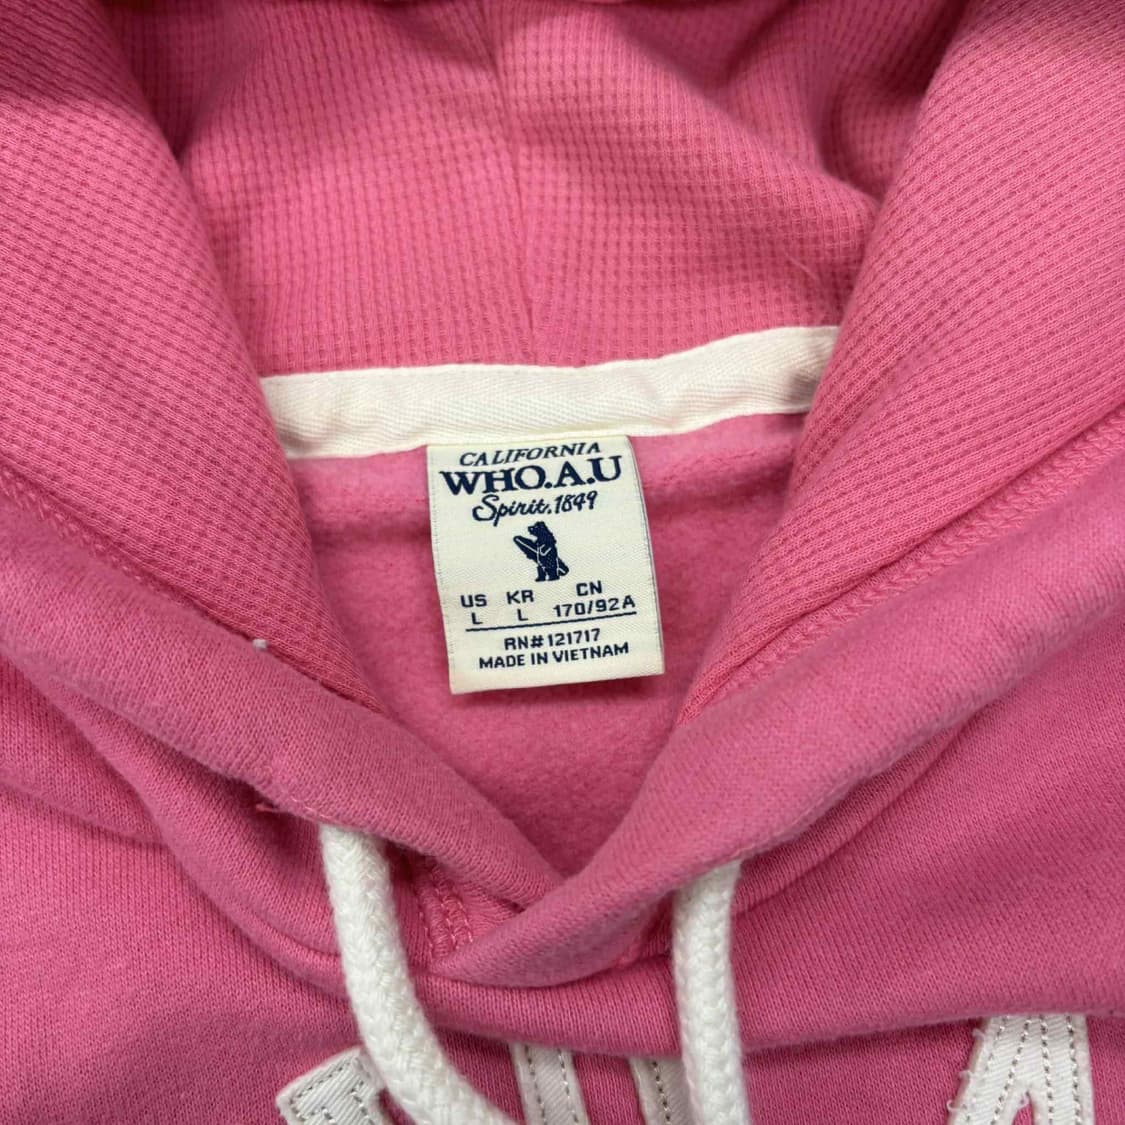 CALIFORNIA
WHO.A.U
Spirit.1849
US KR CN
L L 170/92A
RN#121717
MADE IN VIETNAM